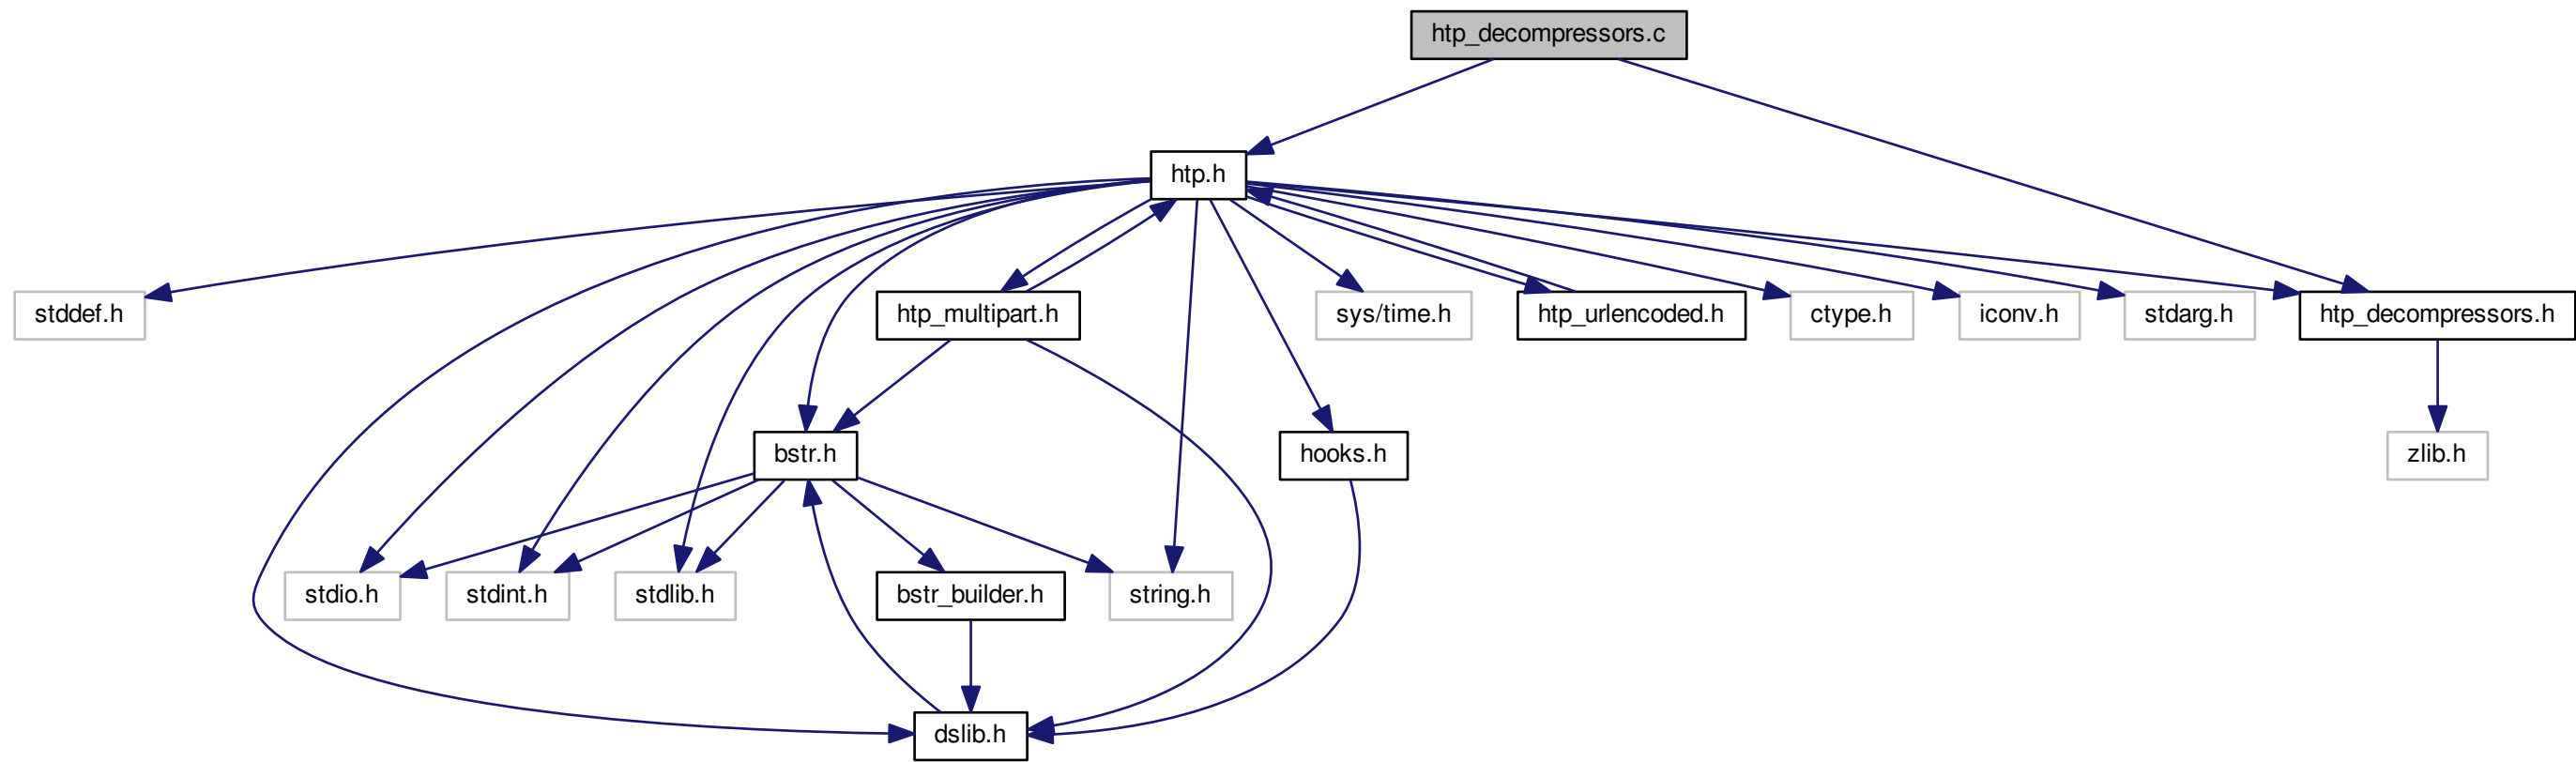 htp_decompressors.c
htp.h
stddef.h
htp_multipart.h
sys/time.h
htp_urlencoded.h
ctype.h
iconv.h
stdarg.h
htp_decompressors.h
bstr.h
hooks.h
zlib.h
stdio.h
stdint.h
stdlib.h
bstr_builder.h
string.h
dslib.h